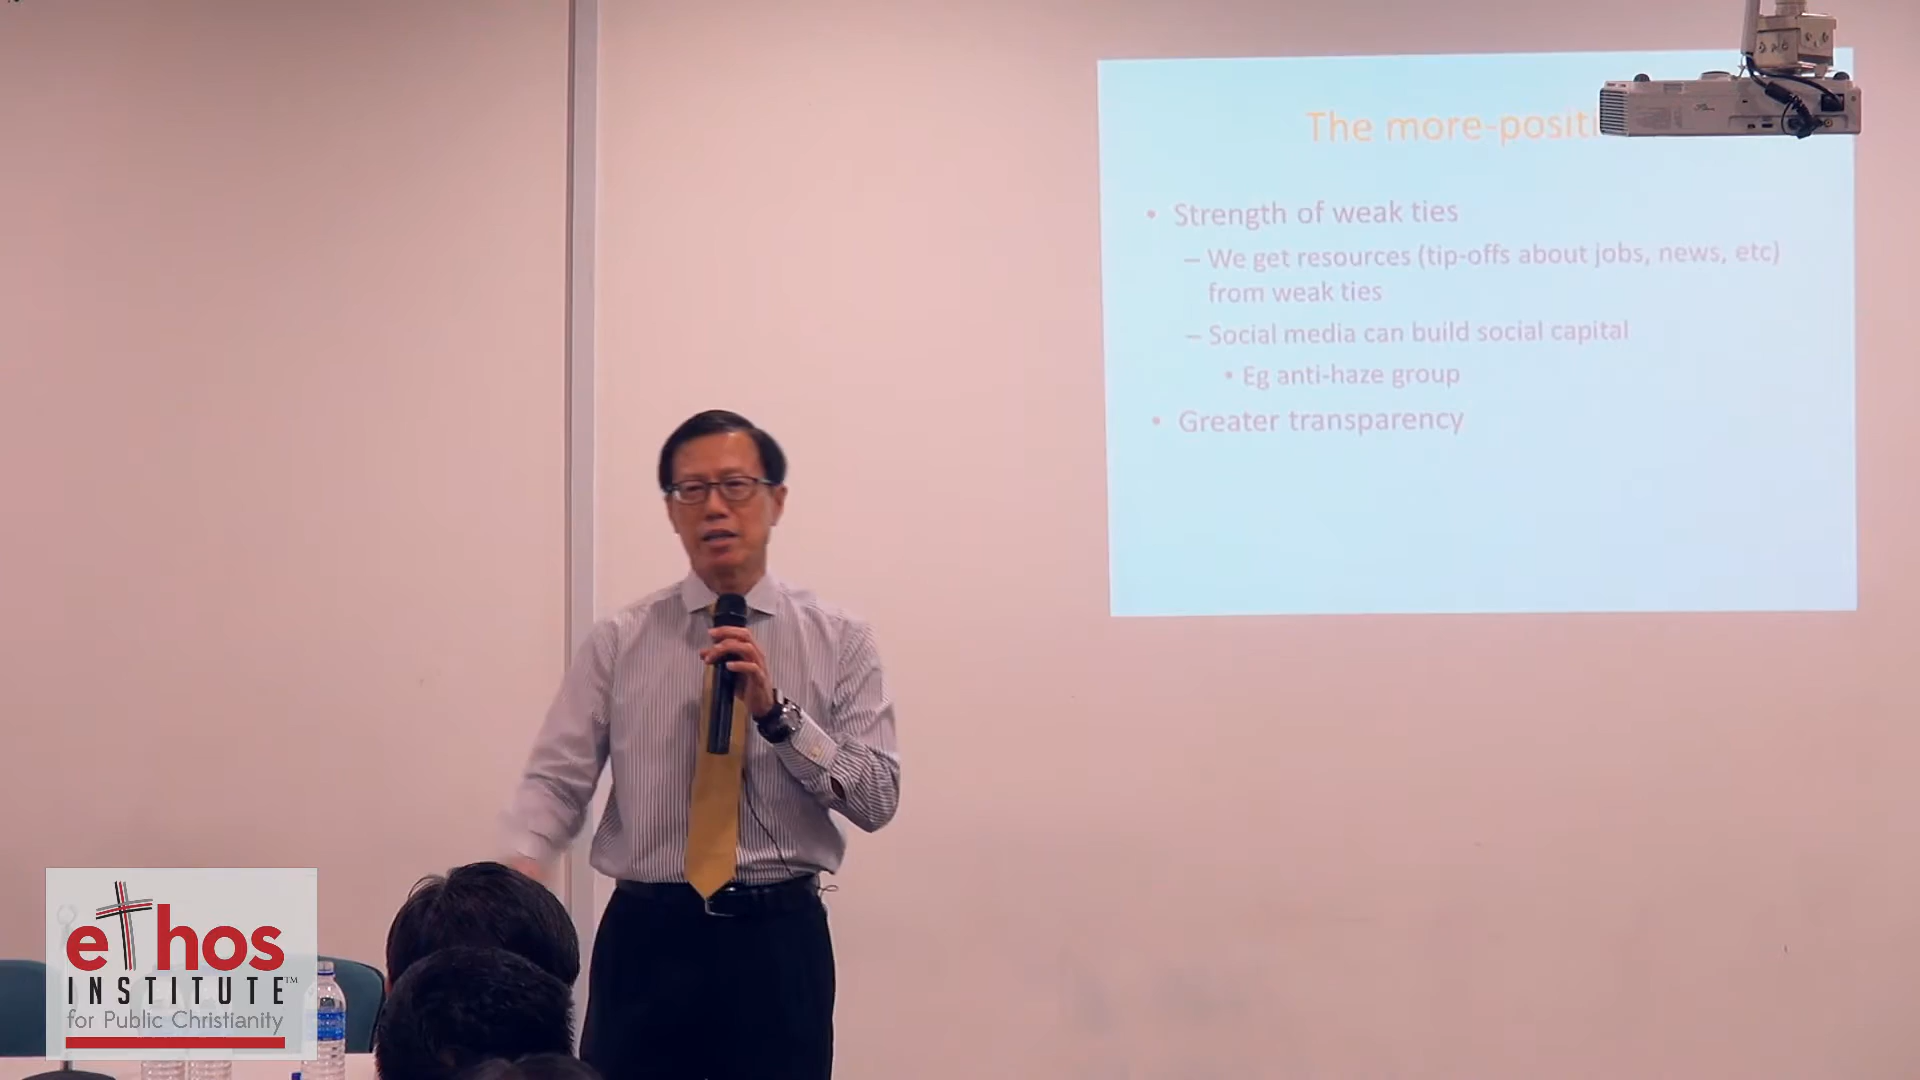 The more-positi
• Strength of weak ties
– We get resources (tip-offs about jobs, news, etc)
from weak ties
– Social media can build social capital
• Eg anti-haze group
• Greater transparency
ethos
INSTITUTE™
for Public Christianity